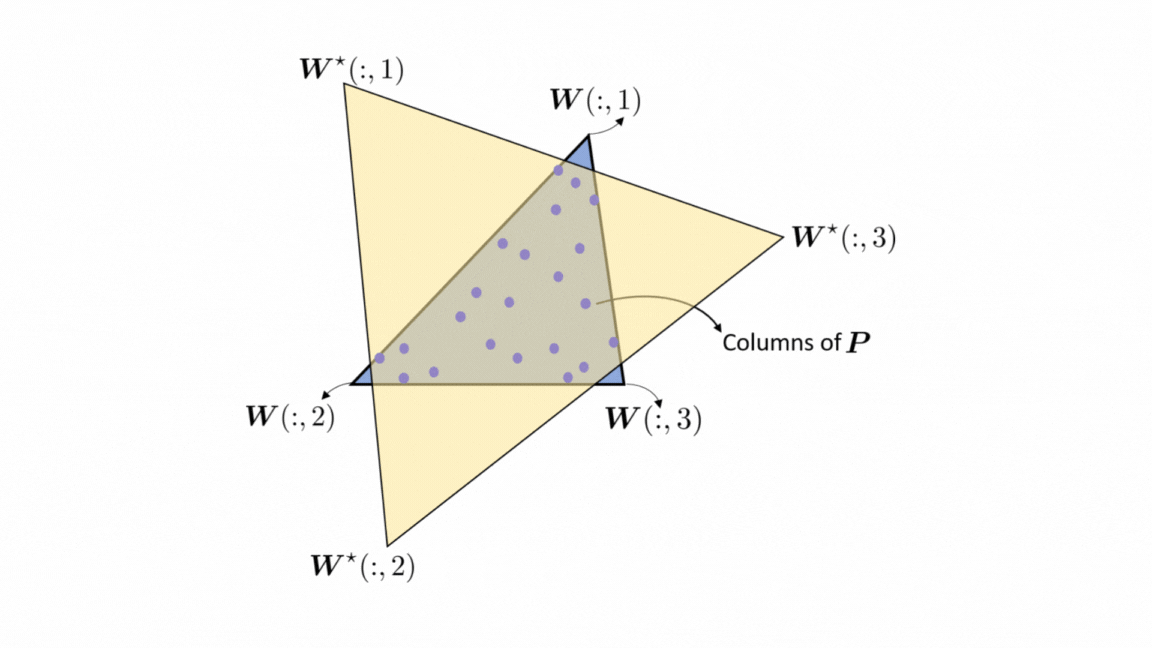 W*(:, 1)
W(:, 1)
W*(:, 3)
Columns of P
W(:, 2)
W(:, 3)
W*(:, 2)